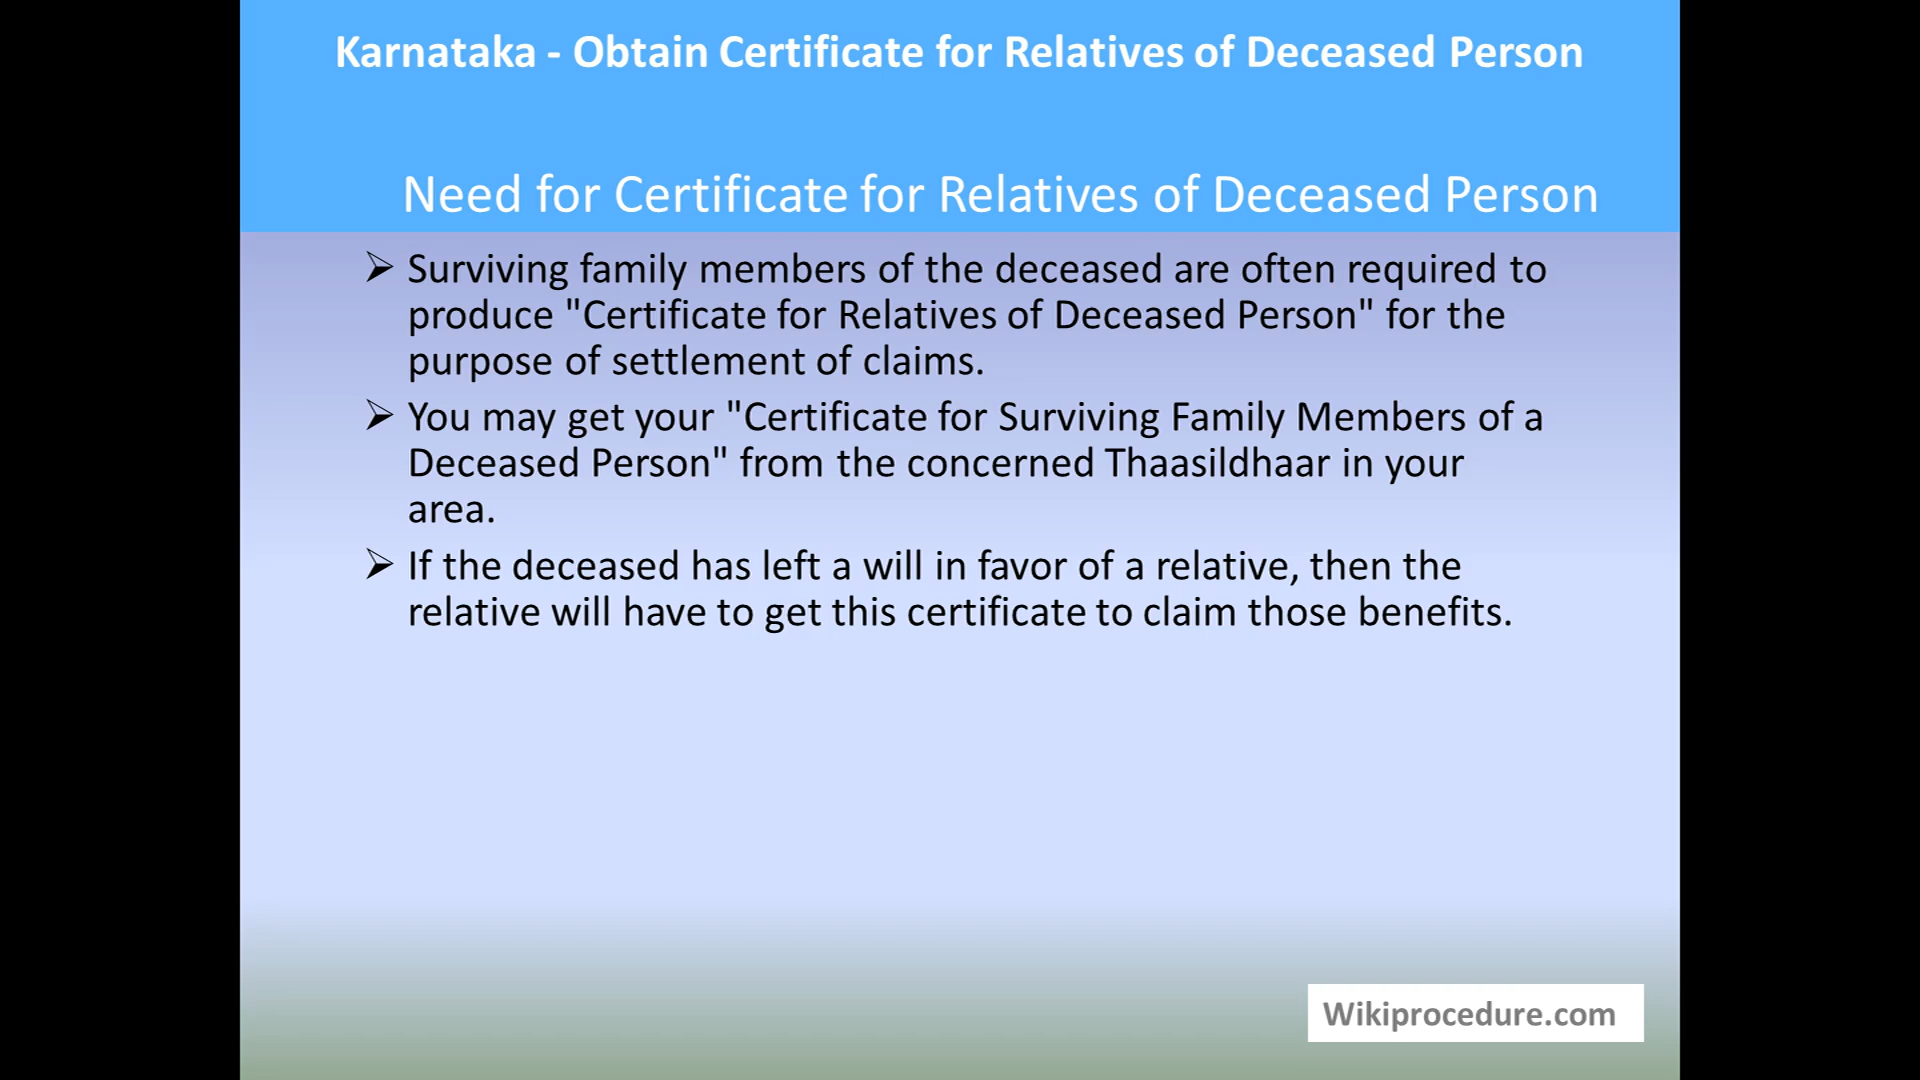 Karnataka - Obtain Certificate for Relatives of Deceased Person
Need for Certificate for Relatives of Deceased Person
➢ Surviving family members of the deceased are often required to
produce "Certificate for Relatives of Deceased Person" for the
purpose of settlement of claims.
➢ You may get your "Certificate for Surviving Family Members of a
Deceased Person" from the concerned Thaasildhaar in your
area.
➢ If the deceased has left a will in favor of a relative, then the
relative will have to get this certificate to claim those benefits.
Wikiprocedure.com